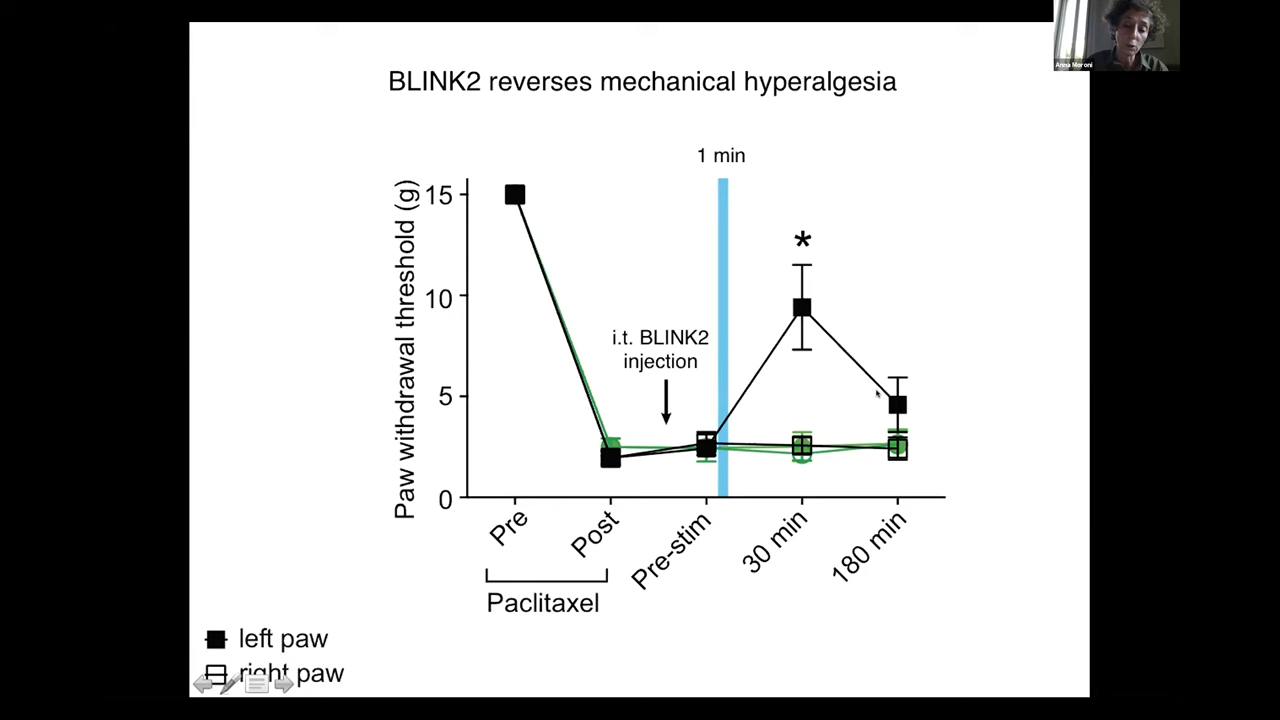 Anna Moroni
BLINK2 reverses mechanical hyperalgesia
1 min
Paw withdrawal threshold (g)
15
10
5
0
*
i.t. BLINK2
injection
Pre
Post
Pre-stim
30 min
180 min
Paclitaxel
left paw
right paw